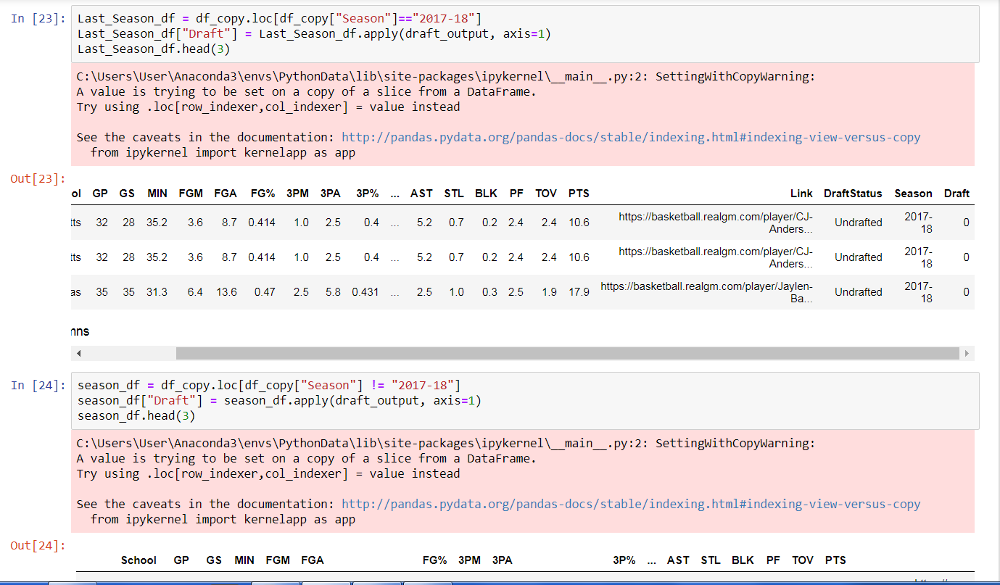 In [23]: Last_Season_df = df_copy.loc[df_copy["Season"]=="2017-18"]
Last_Season_df["Draft"] = Last_Season_df.apply(draft_output, axis=1)
Last_Season_df.head(3)
C:\Users\User\Anaconda3\envs\PythonData\lib\site-packages\ipykernel\__main__.py:2: SettingWithCopyWarning:
A value is trying to be set on a copy of a slice from a DataFrame.
Try using .loc[row_indexer,col_indexer] = value instead
See the caveats in the documentation: http://pandas.pydata.org/pandas-docs/stable/indexing.html#indexing-view-versus-copy
from ipykernel import kernelapp as app
Out[23]:
ol GP GS MIN FGM FGA FG% 3PM 3PA 3P% ... AST STL BLK PF TOV PTS Link DraftStatus Season Draft
tts 32 28 35.2 3.6 8.7 0.414 1.0 2.5 0.4 ... 5.2 0.7 0.2 2.4 2.4 10.6 https://basketball.realgm.com/player/CJ- Undrafted 2017- 0
Anders... 18
tts 32 28 35.2 3.6 8.7 0.414 1.0 2.5 0.4 ... 5.2 0.7 0.2 2.4 2.4 10.6 https://basketball.realgm.com/player/CJ- Undrafted 2017- 0
Anders... 18
as 35 35 31.3 6.4 13.6 0.47 2.5 5.8 0.431 ... 2.5 1.0 0.3 2.5 1.9 17.9 https://basketball.realgm.com/player/Jaylen- Undrafted 2017- 0
Ba... 18
nns
In [24]: season_df = df_copy.loc[df_copy["Season"] != "2017-18"]
season_df["Draft"] = season_df.apply(draft_output, axis=1)
season_df.head(3)
C:\Users\User\Anaconda3\envs\PythonData\lib\site-packages\ipykernel\__main__.py:2: SettingWithCopyWarning:
A value is trying to be set on a copy of a slice from a DataFrame.
Try using .loc[row_indexer,col_indexer] = value instead
See the caveats in the documentation: http://pandas.pydata.org/pandas-docs/stable/indexing.html#indexing-view-versus-copy
from ipykernel import kernelapp as app
Out[24]:
School GP GS MIN FGM FGA FG% 3PM 3PA 3P% ... AST STL BLK PF TOV PTS